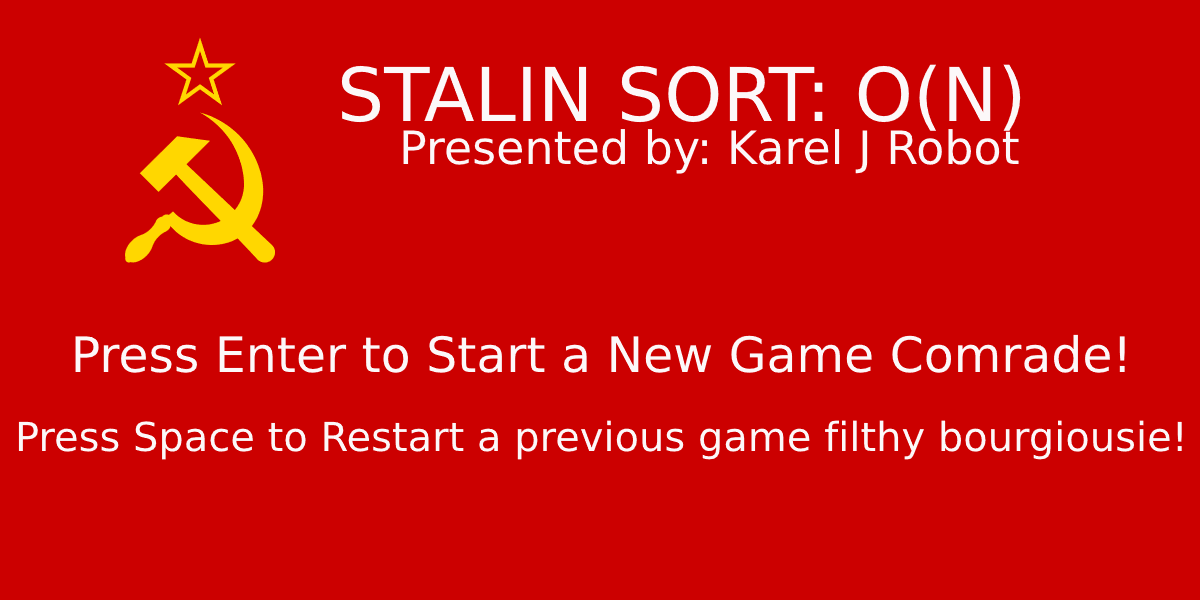 STALIN SORT: O(N)
Presented by: Karel J Robot
Press Enter to Start a New Game Comrade!
Press Space to Restart a previous game filthy bourgiousie!